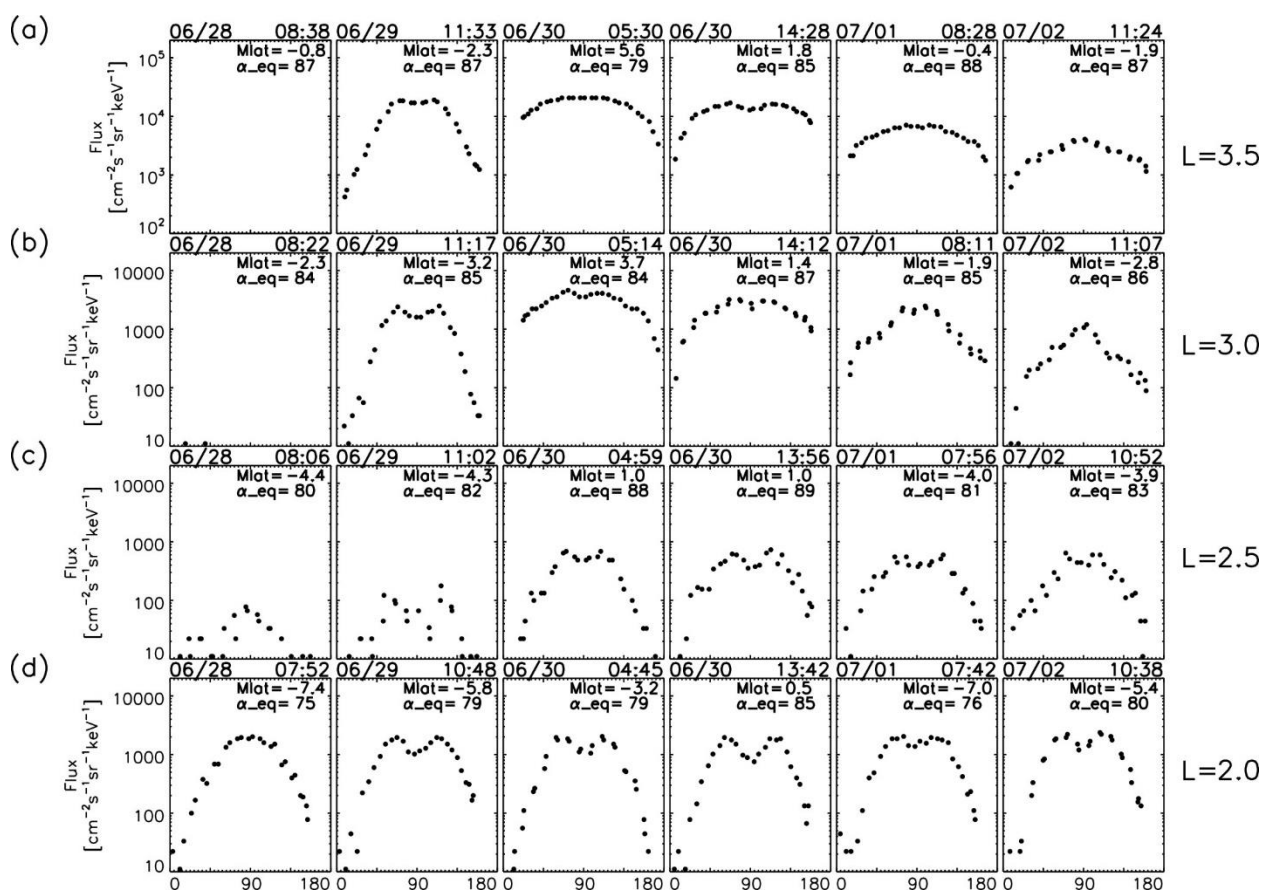 (a)
06/28 08:38 06/29 11:33 06/30 05:30 06/30 14:28 07/01 08:28 07/02 11:24
Mlat= −0.8 Mlat= −2.3 Mlat= 5.6 Mlat= 1.8 Mlat= −0.4 Mlat= −1.9
α_eq= 87 α_eq= 87 α_eq= 79 α_eq= 85 α_eq= 88 α_eq= 87
10⁵
10⁴
10³
10²
Flux
[cm⁻²s⁻¹sr⁻¹keV⁻¹]
L=3.5
(b)
06/28 08:22 06/29 11:17 06/30 05:14 06/30 14:12 07/01 08:11 07/02 11:07
Mlat= −2.3 Mlat= −3.2 Mlat= 3.7 Mlat= 1.4 Mlat= −1.9 Mlat= −2.8
α_eq= 84 α_eq= 85 α_eq= 84 α_eq= 87 α_eq= 85 α_eq= 86
10000
1000
100
10
Flux
[cm⁻²s⁻¹sr⁻¹keV⁻¹]
L=3.0
(c)
06/28 08:06 06/29 11:02 06/30 04:59 06/30 13:56 07/01 07:56 07/02 10:52
Mlat= −4.4 Mlat= −4.3 Mlat= 1.0 Mlat= 1.0 Mlat= −4.0 Mlat= −3.9
α_eq= 80 α_eq= 82 α_eq= 88 α_eq= 89 α_eq= 81 α_eq= 83
10000
1000
100
10
Flux
[cm⁻²s⁻¹sr⁻¹keV⁻¹]
L=2.5
(d)
06/28 07:52 06/29 10:48 06/30 04:45 06/30 13:42 07/01 07:42 07/02 10:38
Mlat= −7.4 Mlat= −5.8 Mlat= −3.2 Mlat= 0.5 Mlat= −7.0 Mlat= −5.4
α_eq= 75 α_eq= 79 α_eq= 79 α_eq= 85 α_eq= 76 α_eq= 80
10000
1000
100
10
Flux
[cm⁻²s⁻¹sr⁻¹keV⁻¹]
L=2.0
0 90 180 0 90 180 0 90 180 0 90 180 0 90 180 0 90 180